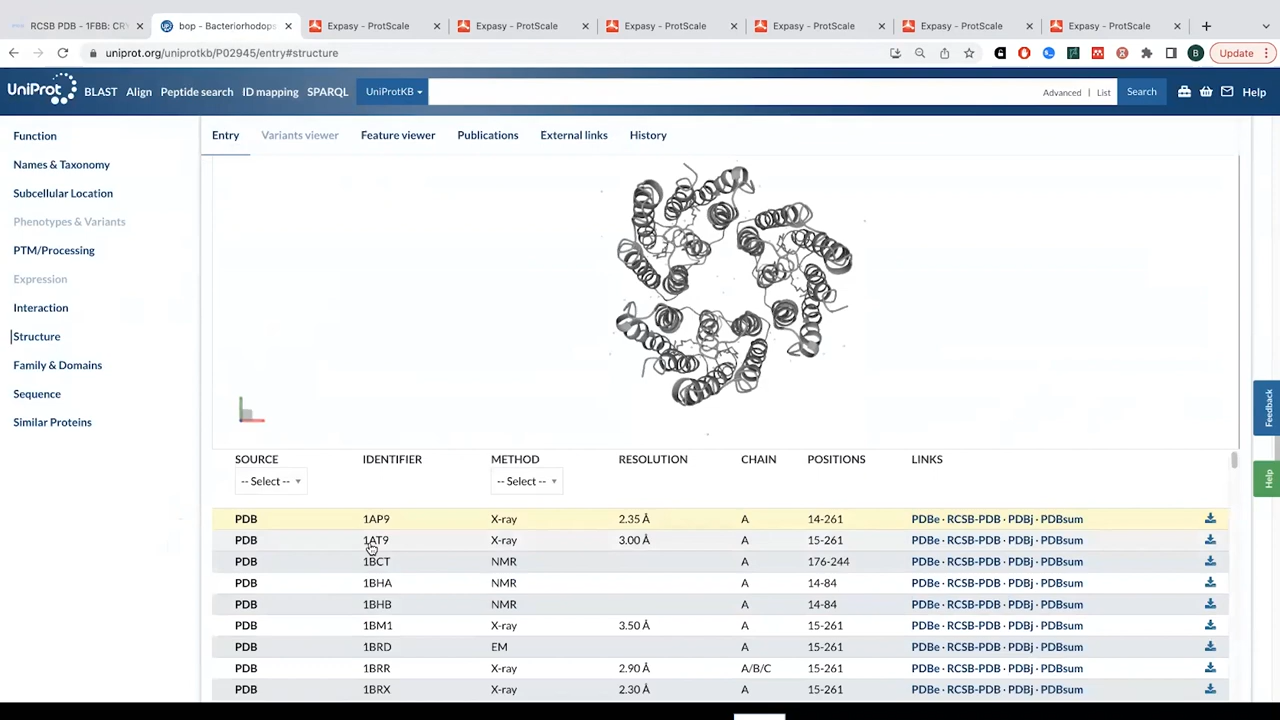 RCSB PDB - 1FBB: CRY
bop - Bacteriorhodops
Expasy - ProtScale
Expasy - ProtScale
Expasy - ProtScale
Expasy - ProtScale
Expasy - ProtScale
Expasy - ProtScale
uniprot.org/uniprotkb/P02945/entry#structure
B
Update
UniProt
BLAST Align Peptide search ID mapping SPARQL
UniProtKB
Advanced | List
Search
Help
Function
Names & Taxonomy
Subcellular Location
Phenotypes & Variants
PTM/Processing
Expression
Interaction
Structure
Family & Domains
Sequence
Similar Proteins
Entry Variants viewer Feature viewer Publications External links History
SOURCE IDENTIFIER METHOD RESOLUTION CHAIN POSITIONS LINKS
-- Select -- -- Select --
PDB 1AP9 X-ray 2.35 Å A 14-261 PDBe · RCSB-PDB · PDBj · PDBsum
PDB 1AT9 X-ray 3.00 Å A 15-261 PDBe · RCSB-PDB · PDBj · PDBsum
PDB 1BCT NMR A 176-244 PDBe · RCSB-PDB · PDBj · PDBsum
PDB 1BHA NMR A 14-84 PDBe · RCSB-PDB · PDBj · PDBsum
PDB 1BHB NMR A 14-84 PDBe · RCSB-PDB · PDBj · PDBsum
PDB 1BM1 X-ray 3.50 Å A 15-261 PDBe · RCSB-PDB · PDBj · PDBsum
PDB 1BRD EM A 15-261 PDBe · RCSB-PDB · PDBj · PDBsum
PDB 1BRR X-ray 2.90 Å A/B/C 15-261 PDBe · RCSB-PDB · PDBj · PDBsum
PDB 1BRX X-ray 2.30 Å A 15-261 PDBe · RCSB-PDB · PDBj · PDBsum
Feedback
Help